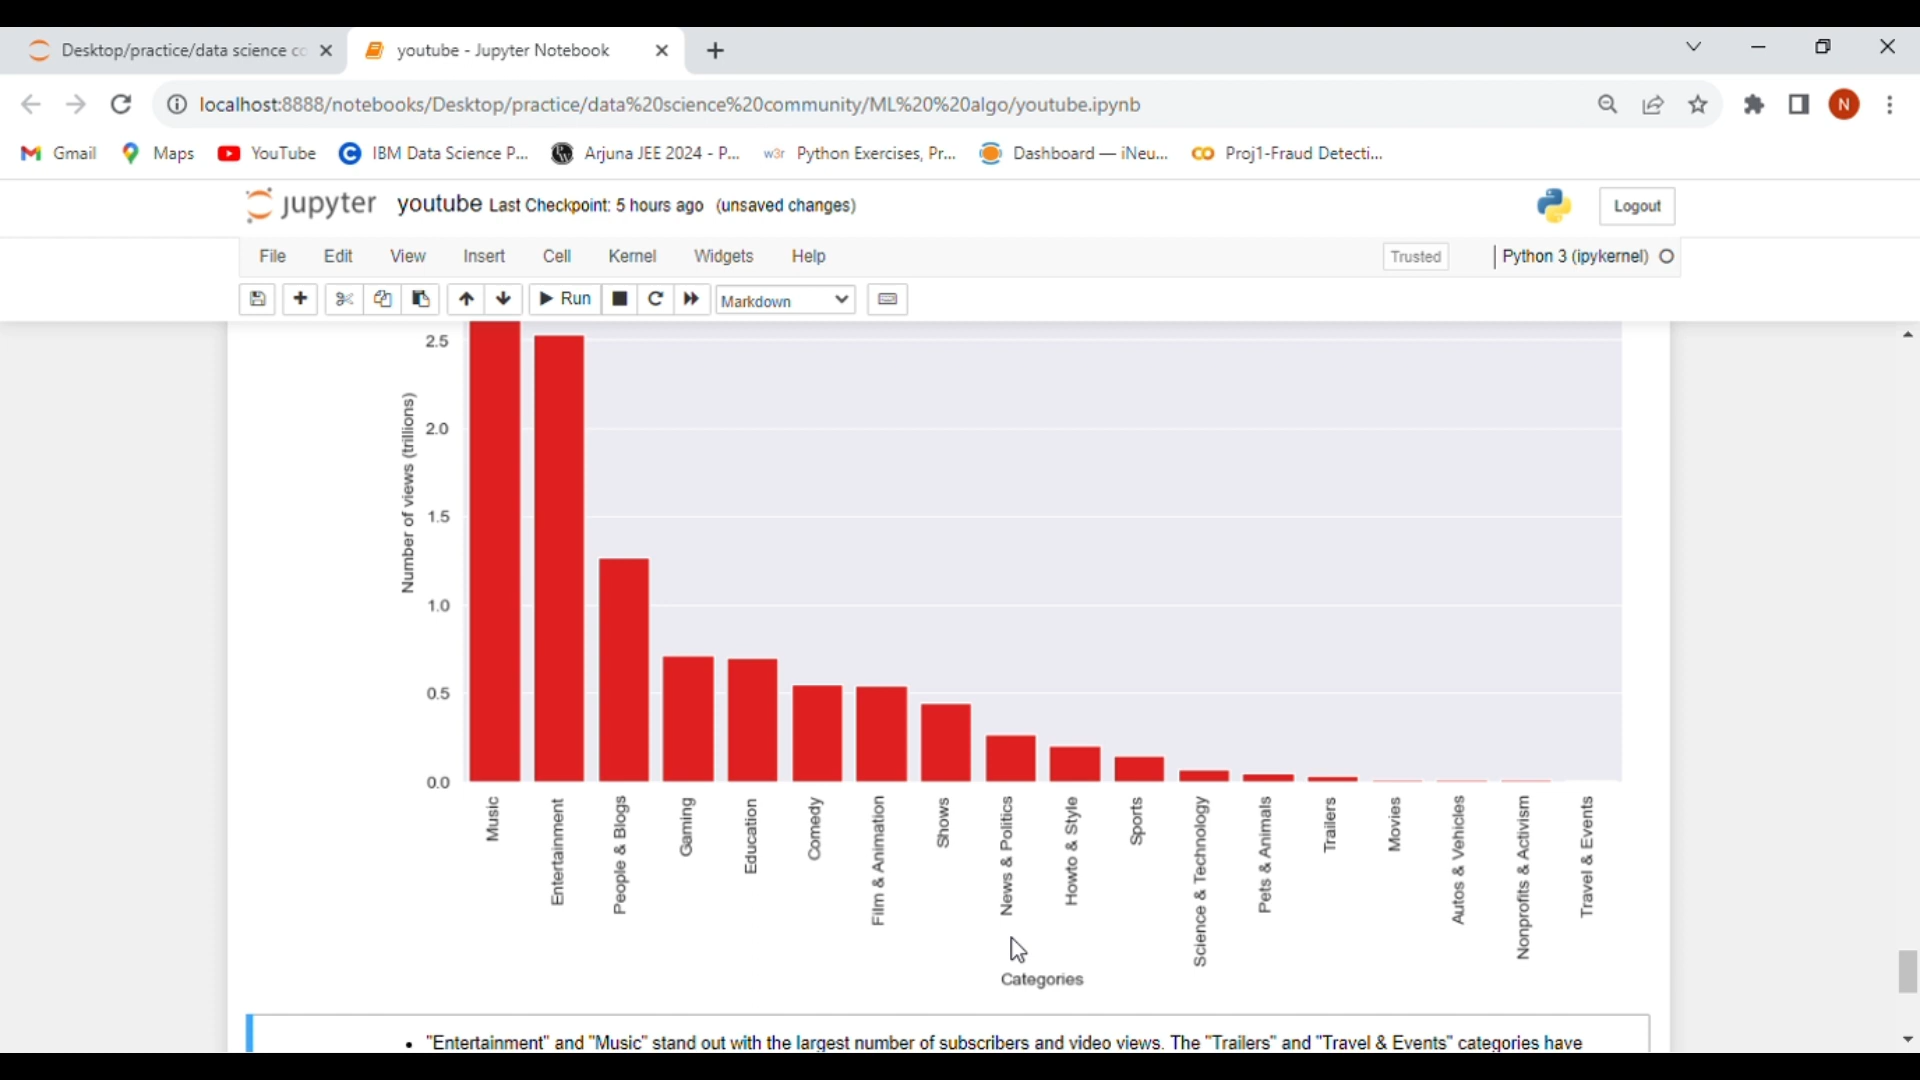 Desktop/practice/data science co
youtube - Jupyter Notebook
localhost:8888/notebooks/Desktop/practice/data%20science%20community/ML%20%20algo/youtube.ipynb
N
Gmail
Maps
YouTube
IBM Data Science P...
Arjuna JEE 2024 - P...
w3r Python Exercises, Pr...
Dashboard — iNeu...
Proj1-Fraud Detecti...
jupyter youtube Last Checkpoint: 5 hours ago (unsaved changes)
Logout
File Edit View Insert Cell Kernel Widgets Help
Trusted
Python 3 (ipykernel)
Run
Markdown
2.5
2.0
1.5
1.0
0.5
0.0
Number of views (trillions)
Music
Entertainment
People & Blogs
Gaming
Education
Comedy
Film & Animation
Shows
News & Politics
Howto & Style
Sports
Science & Technology
Pets & Animals
Trailers
Movies
Autos & Vehicles
Nonprofits & Activism
Travel & Events
Categories
• "Entertainment" and "Music" stand out with the largest number of subscribers and video views. The "Trailers" and "Travel & Events" categories have